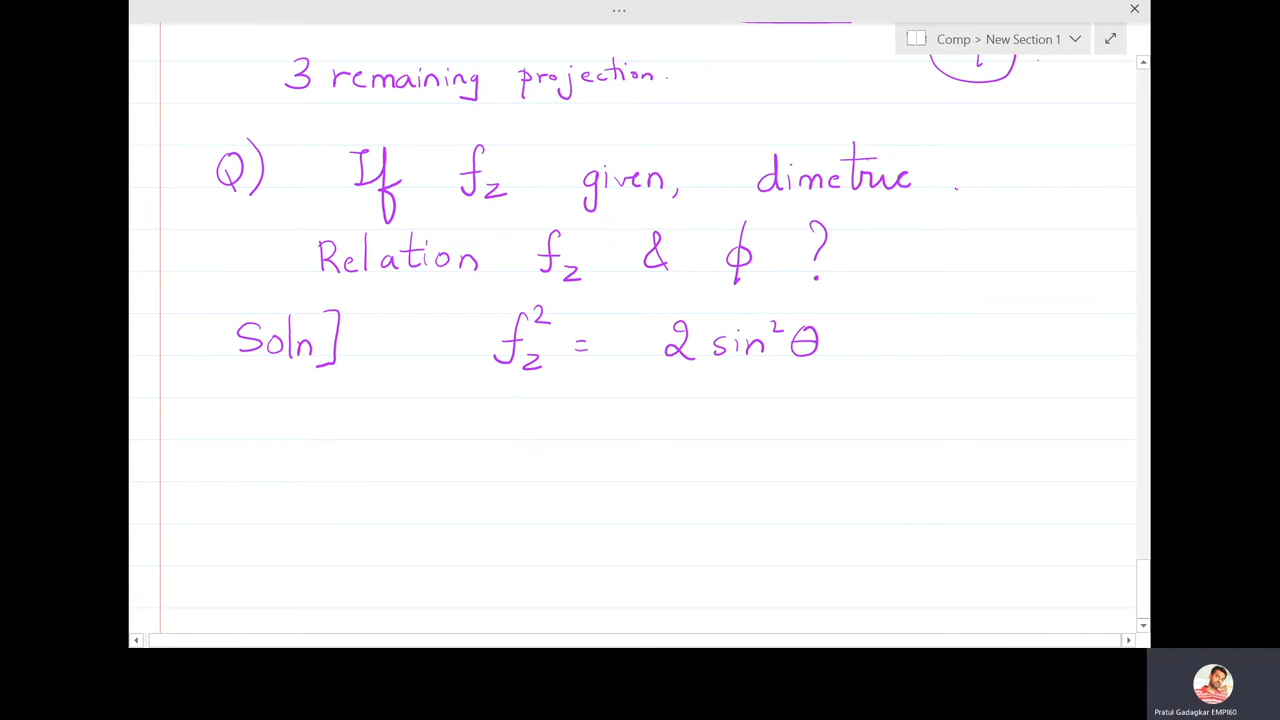 Comp > New Section 1
3 remaining projection.
Q) If fz given, dimetric.
Relation fz & ϕ ?
Soln] fz² = 2 sin² θ
Pratul Gadagkar EMP160